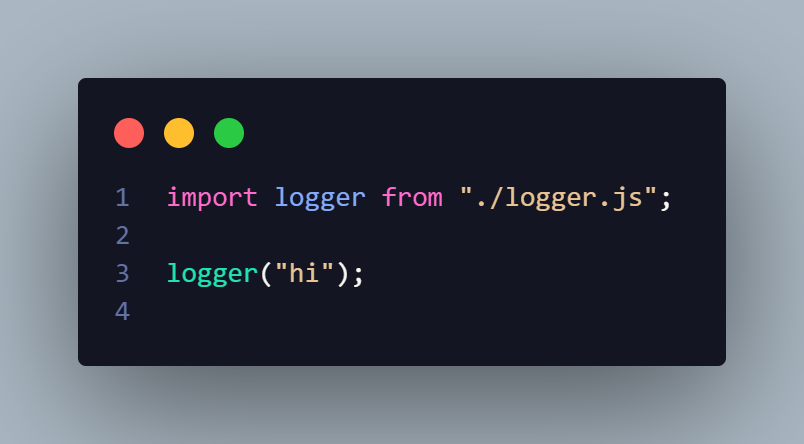 1 import logger from "./logger.js";
2
3 logger("hi");
4